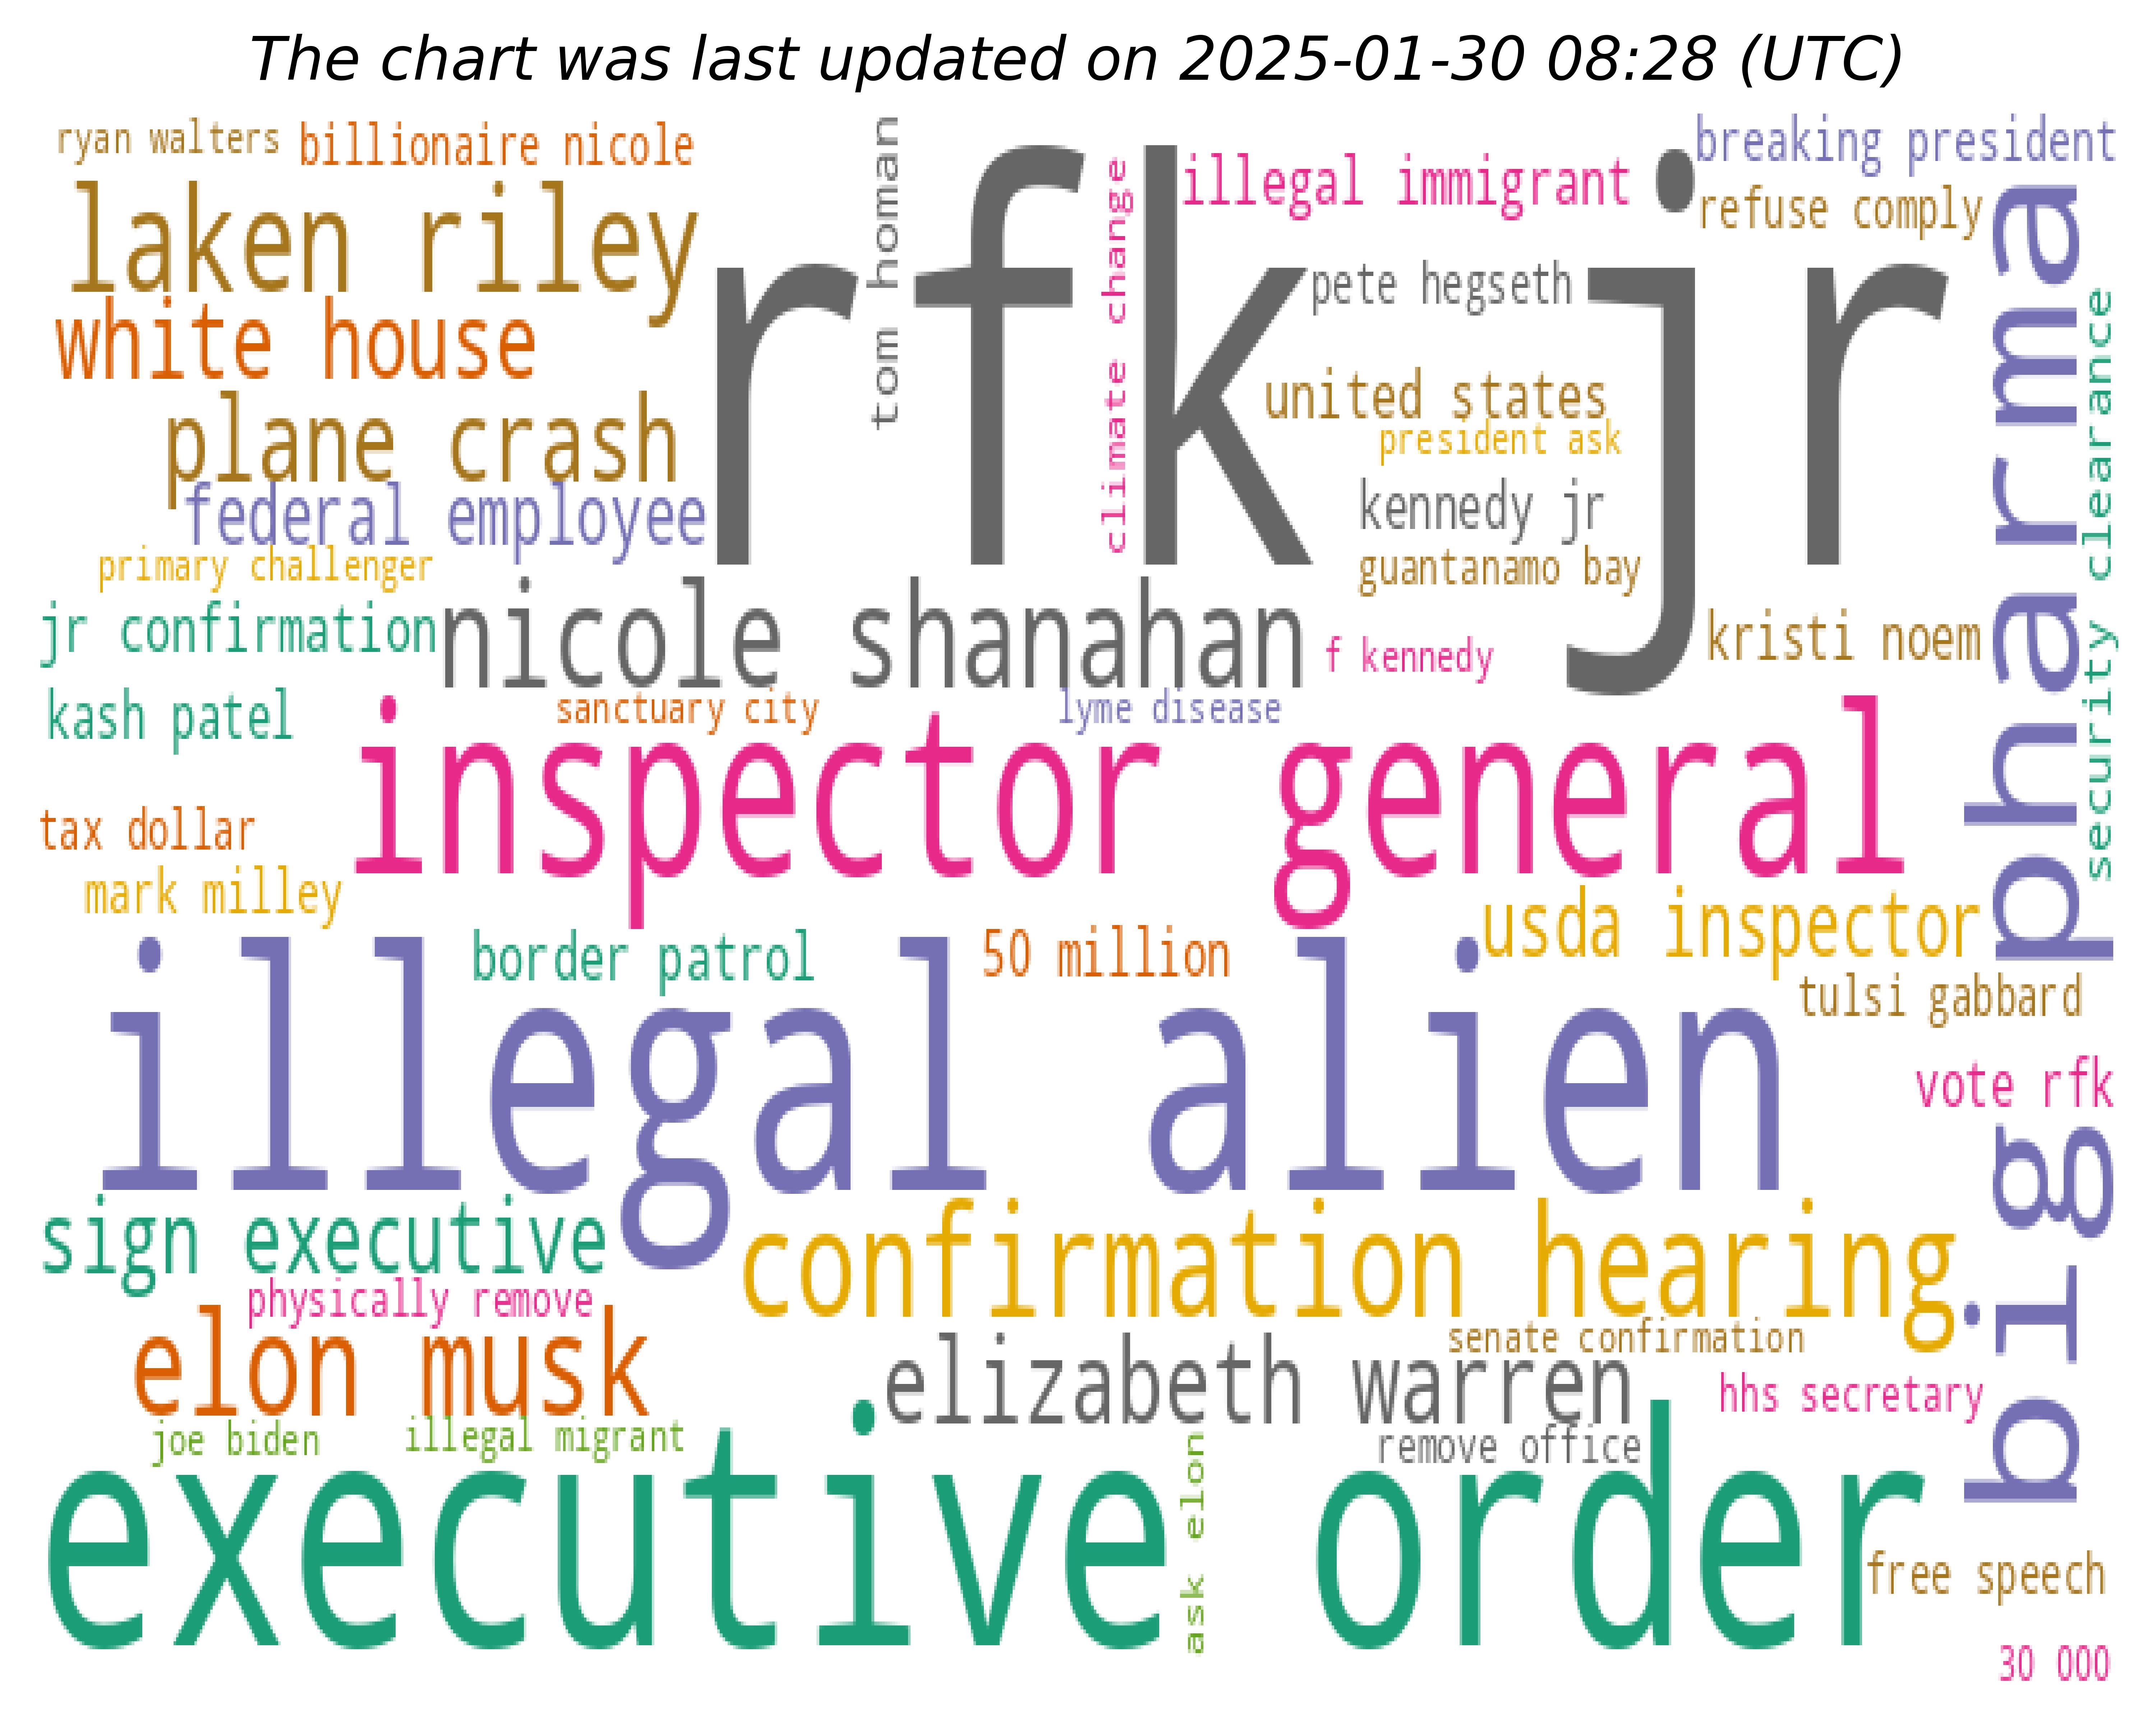 The chart was last updated on 2025-01-30 08:28 (UTC)
ryan walters
billionaire nicole
tom homan
climate change
illegal immigrant
breaking president
refuse comply
laken riley
rfk jr
pete hegseth
big pharma
security clearance
white house
united states
president ask
plane crash
kennedy jr
federal employee
guantanamo bay
primary challenger
jr confirmation
nicole shanahan
f kennedy
kristi noem
kash patel
sanctuary city
lyme disease
inspector general
tax dollar
mark milley
usda inspector
border patrol
50 million
tulsi gabbard
illegal alien
vote rfk
sign executive
confirmation hearing
physically remove
senate confirmation
elon musk
elizabeth warren
hhs secretary
joe biden
illegal migrant
ask elon
remove office
executive order
free speech
30 000